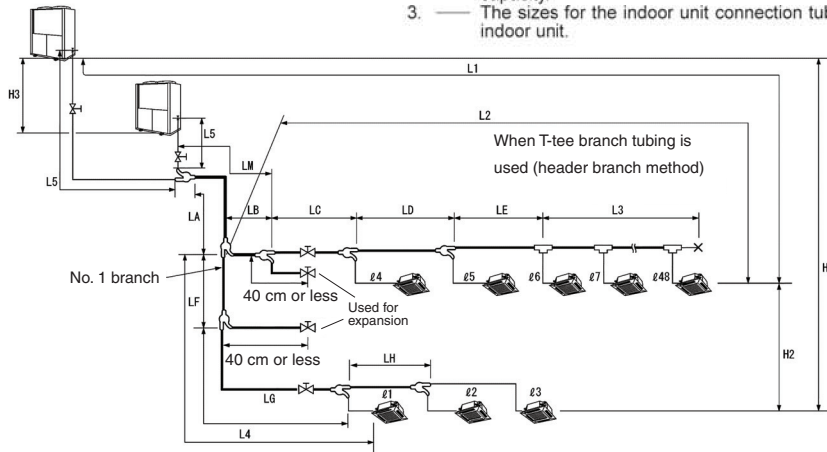 3. — The sizes for the indoor unit connection
indoor unit.
L1
H3
L2
L5
When T-tee branch tubing is
used (header branch method)
LM
L5
LA
LB
LC
LD
LE
L3
No. 1 branch
ℓ4
ℓ5
ℓ6
ℓ7
ℓ48
40 cm or less
Used for
expansion
LF
H2
40 cm or less
LH
LG
ℓ1
ℓ2
ℓ3
L4